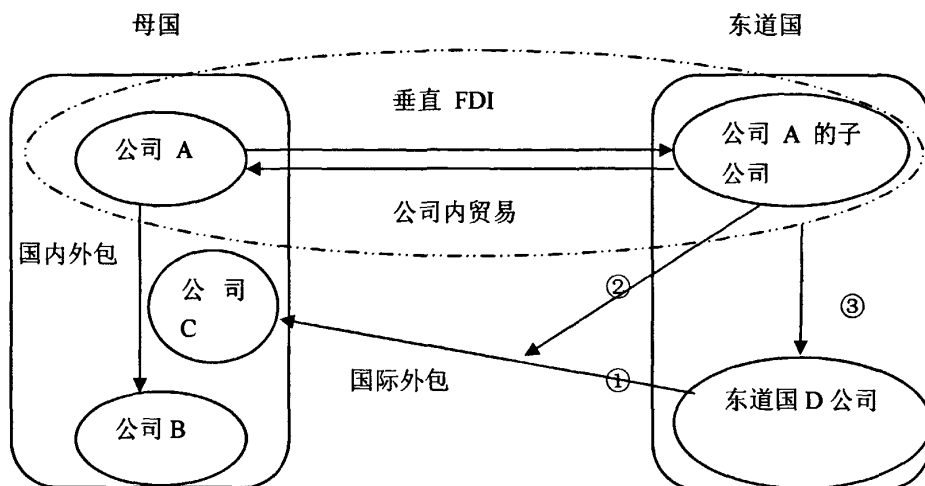 母国
东道国
垂直 FDI
公司 A
公司 A 的子
公司
公司内贸易
国内外包
公 司
C
②
③
国际外包
①
东道国D公司
公司B